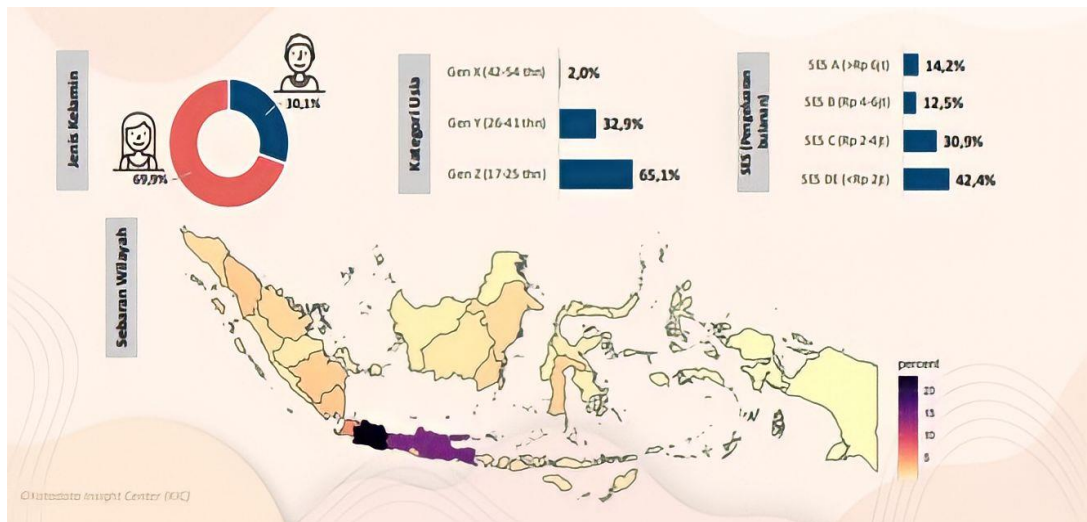 Jenis Kelamin
30,1%
69,9%
Kategori Usia
Gen X (42-54 thn)
2,0%
Gen Y (26-41 thn)
32,9%
Gen Z (17-25 thn)
65,1%
SES (Pengeluaran
bulanan)
SES A (>Rp 6jt)
14,2%
SES B (Rp 4-6jt)
12,5%
SES C (Rp 2-4jt)
30,9%
SES DE (<Rp 2jt)
42,4%
Sebaran Wilayah
percent
20
15
10
5
©Katadata Insight Center (KIC)